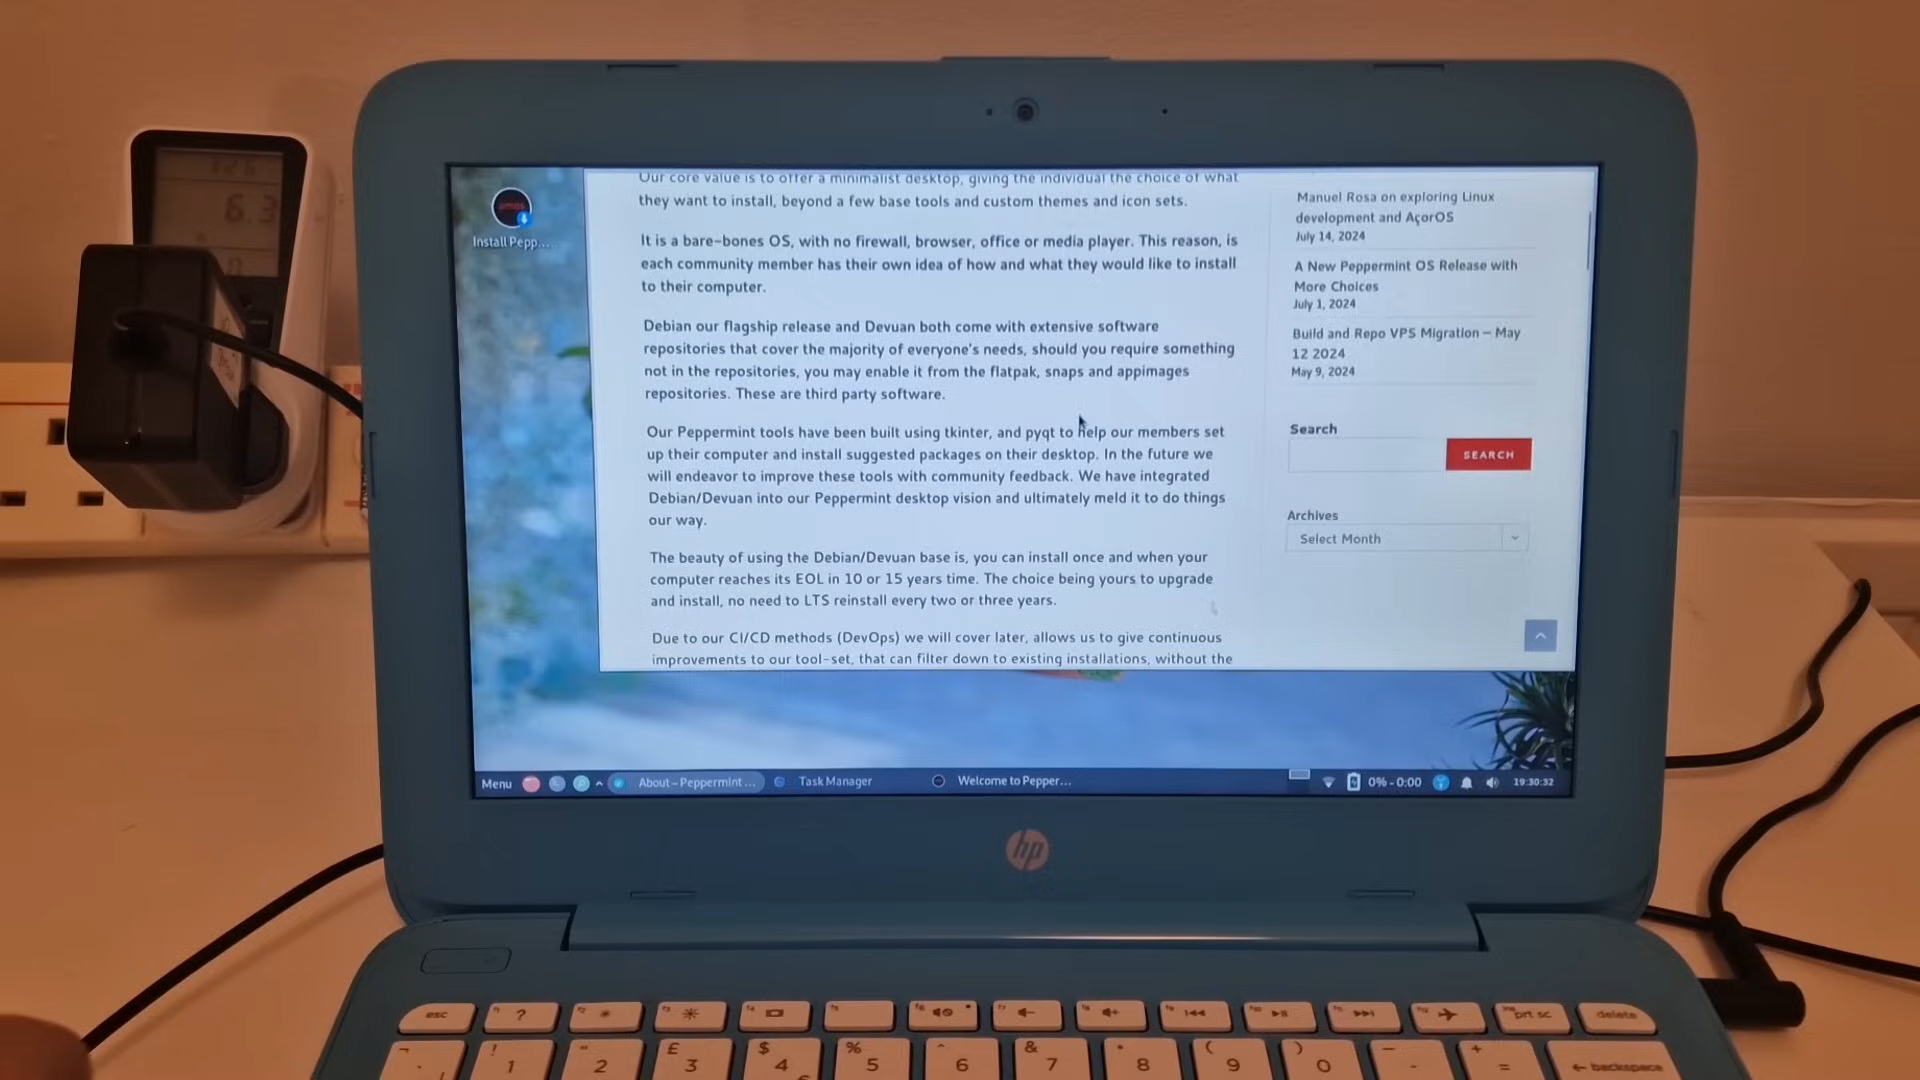 6.3
Install Pepp...
Our core value is to offer a minimalist desktop, giving the individual the choice of what
they want to install, beyond a few base tools and custom themes and icon sets.
It is a bare-bones OS, with no firewall, browser, office or media player. This reason, is
each community member has their own idea of how and what they would like to install
to their computer.
Debian our flagship release and Devuan both come with extensive software
repositories that cover the majority of everyone's needs, should you require something
not in the repositories, you may enable it from the flatpak, snaps and appimages
repositories. These are third party software.
Our Peppermint tools have been built using tkinter, and pyqt to help our members set
up their computer and install suggested packages on their desktop. In the future we
will endeavor to improve these tools with community feedback. We have integrated
Debian/Devuan into our Peppermint desktop vision and ultimately meld it to do things
our way.
The beauty of using the Debian/Devuan base is, you can install once and when your
computer reaches its EOL in 10 or 15 years time. The choice being yours to upgrade
and install, no need to LTS reinstall every two or three years.
Due to our CI/CD methods (DevOps) we will cover later, allows us to give continuous
improvements to our tool-set, that can filter down to existing installations, without the
Manuel Rosa on exploring Linux
development and AçorOS
July 14, 2024
A New Peppermint OS Release with
More Choices
July 1, 2024
Build and Repo VPS Migration – May
12 2024
May 9, 2024
Search
SEARCH
Archives
Select Month
Menu About – Peppermint ... Task Manager Welcome to Pepper... 0% - 0:00 19:30:32
hp
esc ? prt sc delete
! 1 " 2 £ 3 $ 4 € % 5 ^ 6 & 7 * 8 ( 9 ) 0 - + = backspace